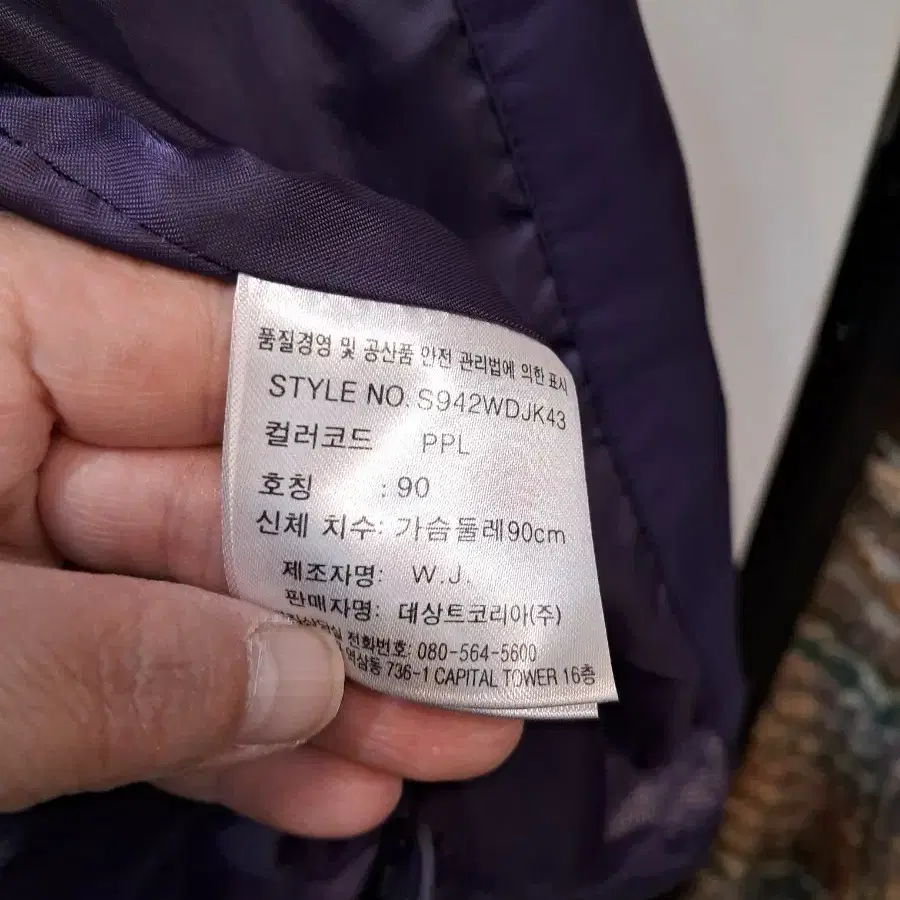 품질경영 및 공산품 안전 관리법에 의한 표시
STYLE NO. S942WDJK43
컬러코드 PPL
호칭 : 90
신체 치수: 가슴둘레90cm
제조자명: W.J.
판매자명: 데상트코리아(주)
전화번호: 080-564-5600
736-1 CAPITAL TOWER 16층